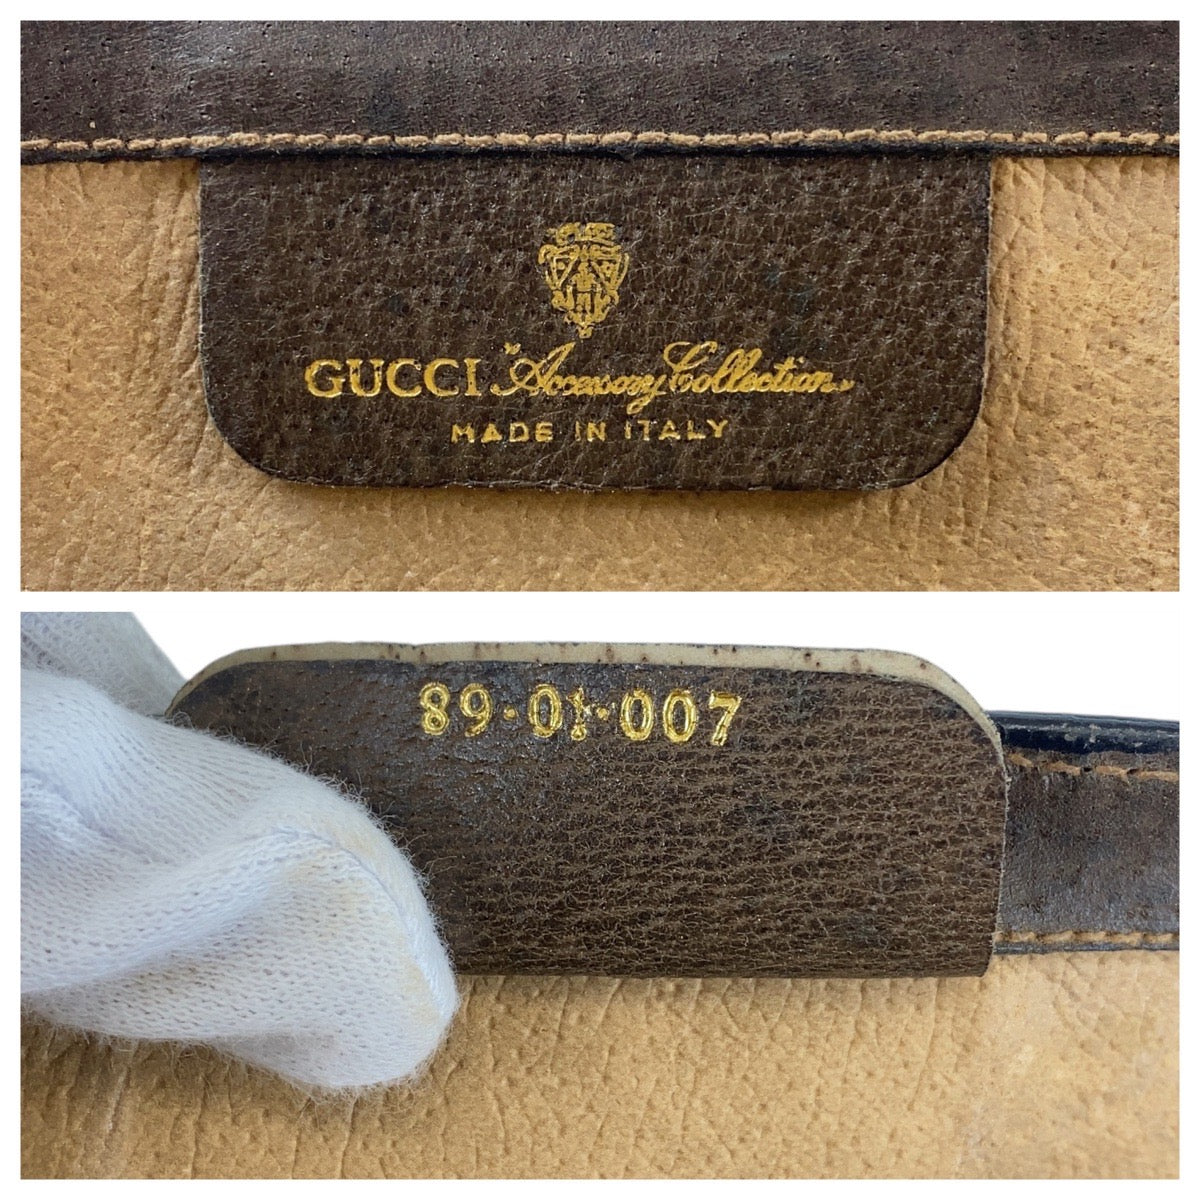 GUCCI "Accessory Collection"
MADE IN ITALY
89·01·007